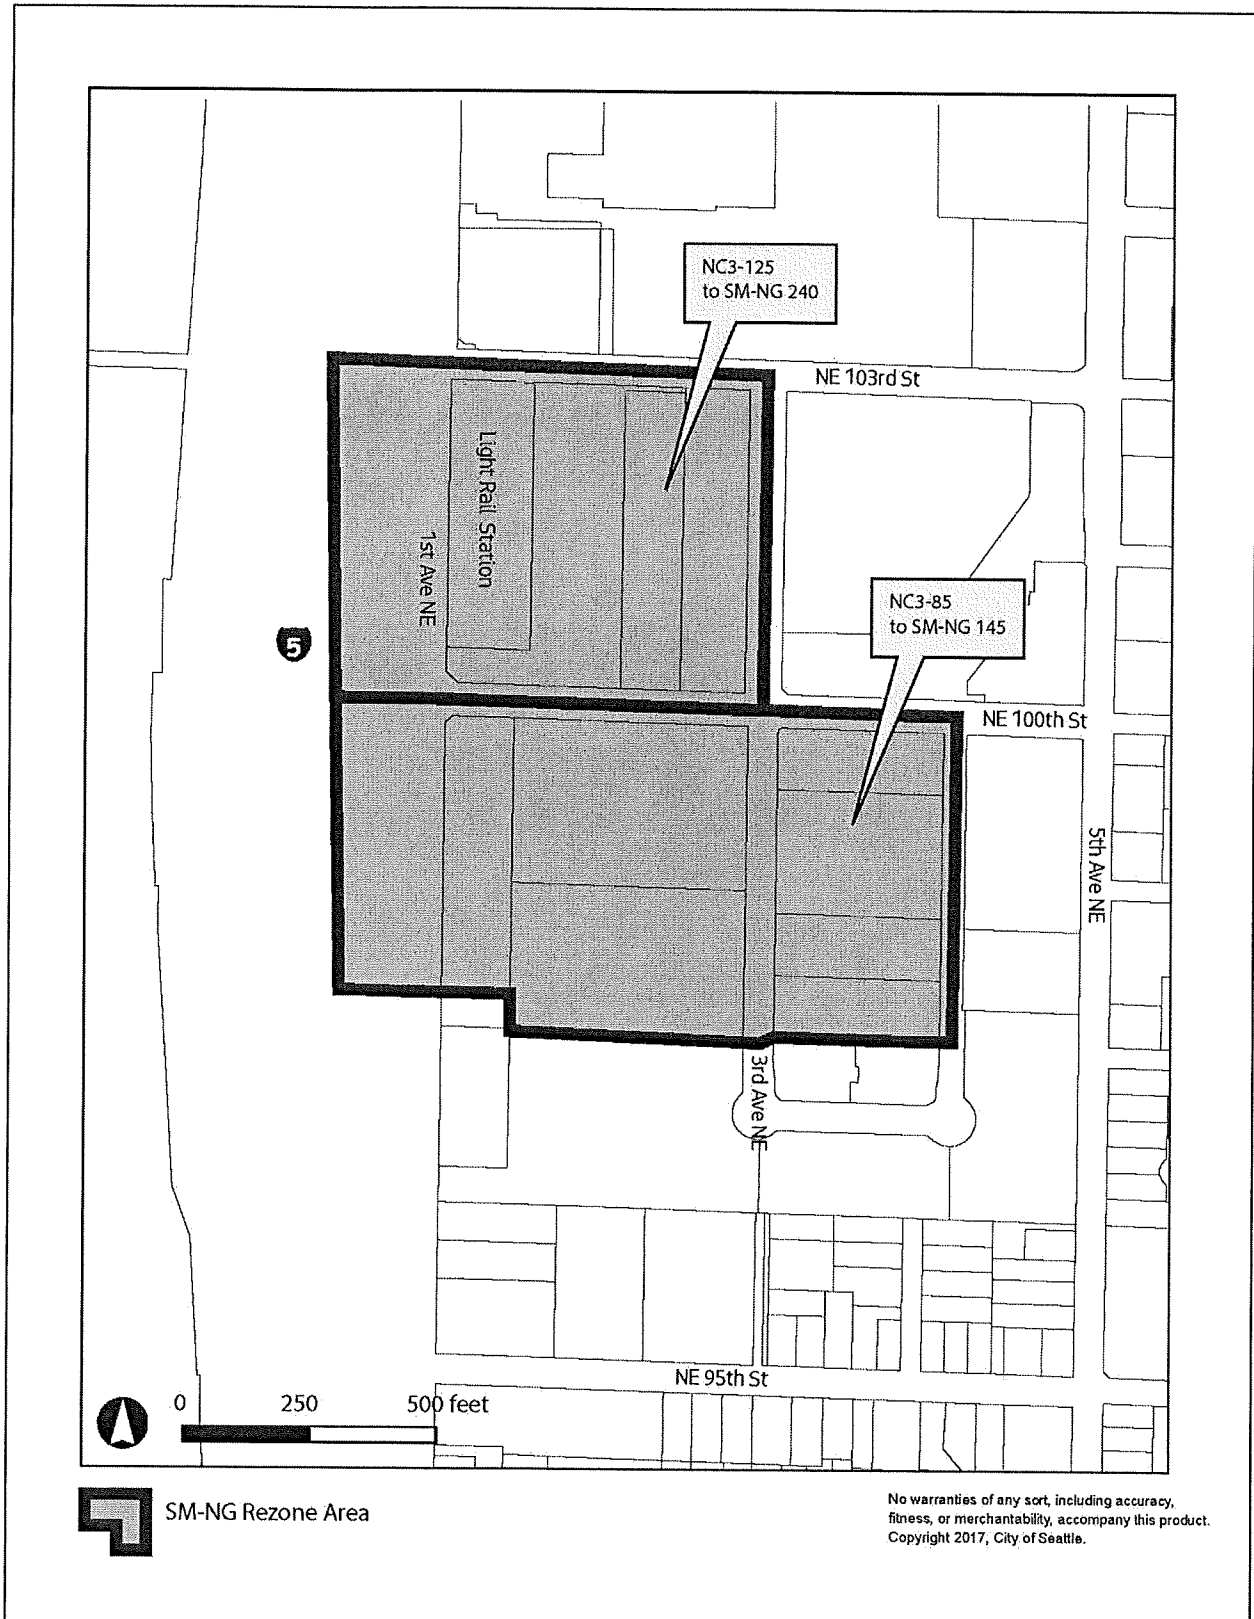 NC3-125
to SM-NG 240
NE 103rd St
Light Rail Station
1st Ave NE
NC3-85
to SM-NG 145
5
NE 100th St
5th Ave NE
3rd Ave NE
NE 95th St
0 250 500 feet
SM-NG Rezone Area
No warranties of any sort, including accuracy,
fitness, or merchantability, accompany this product.
Copyright 2017, City of Seattle.